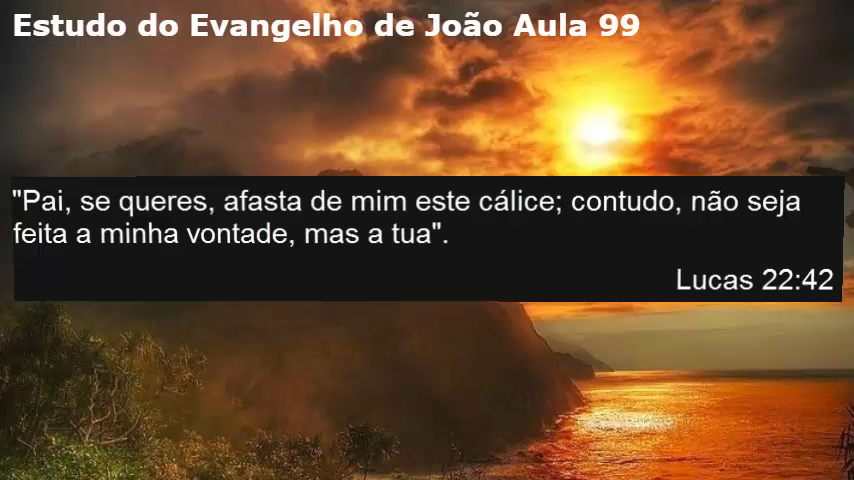 Estudo do Evangelho de João Aula 99
"Pai, se queres, afasta de mim este cálice; contudo, não seja
feita a minha vontade, mas a tua".
Lucas 22:42